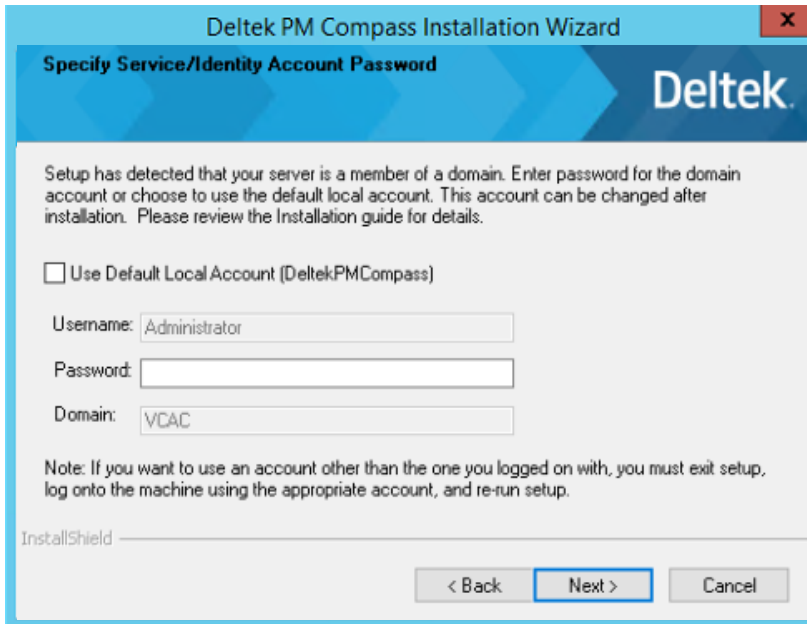 Deltek PM Compass Installation Wizard
x
Specify Service/Identity Account Password
Deltek.
Setup has detected that your server is a member of a domain. Enter password for the domain
account or choose to use the default local account. This account can be changed after
installation. Please review the Installation guide for details.
Use Default Local Account (DeltekPMCompass)
Username: Administrator
Password:
Domain: VCAC
Note: If you want to use an account other than the one you logged on with, you must exit setup,
log onto the machine using the appropriate account, and re-run setup.
InstallShield
< Back Next > Cancel